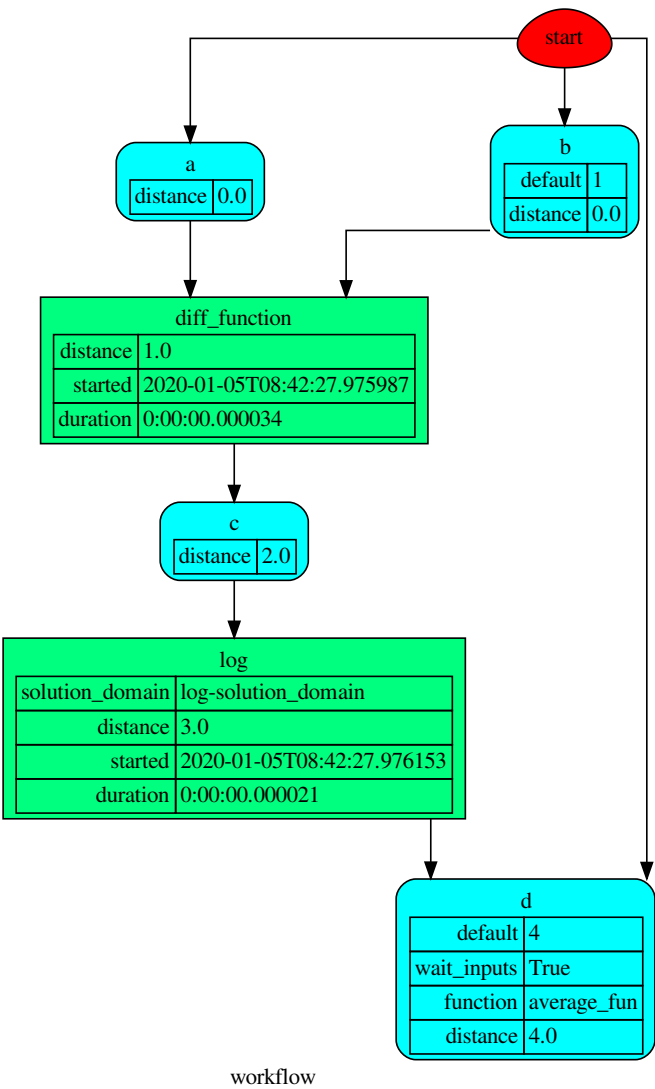 start
a
distance 0.0
b
default 1
distance 0.0
diff_function
distance 1.0
started 2020-01-05T08:42:27.975987
duration 0:00:00.000034
c
distance 2.0
log
solution_domain log-solution_domain
distance 3.0
started 2020-01-05T08:42:27.976153
duration 0:00:00.000021
d
default 4
wait_inputs True
function average_fun
distance 4.0
workflow